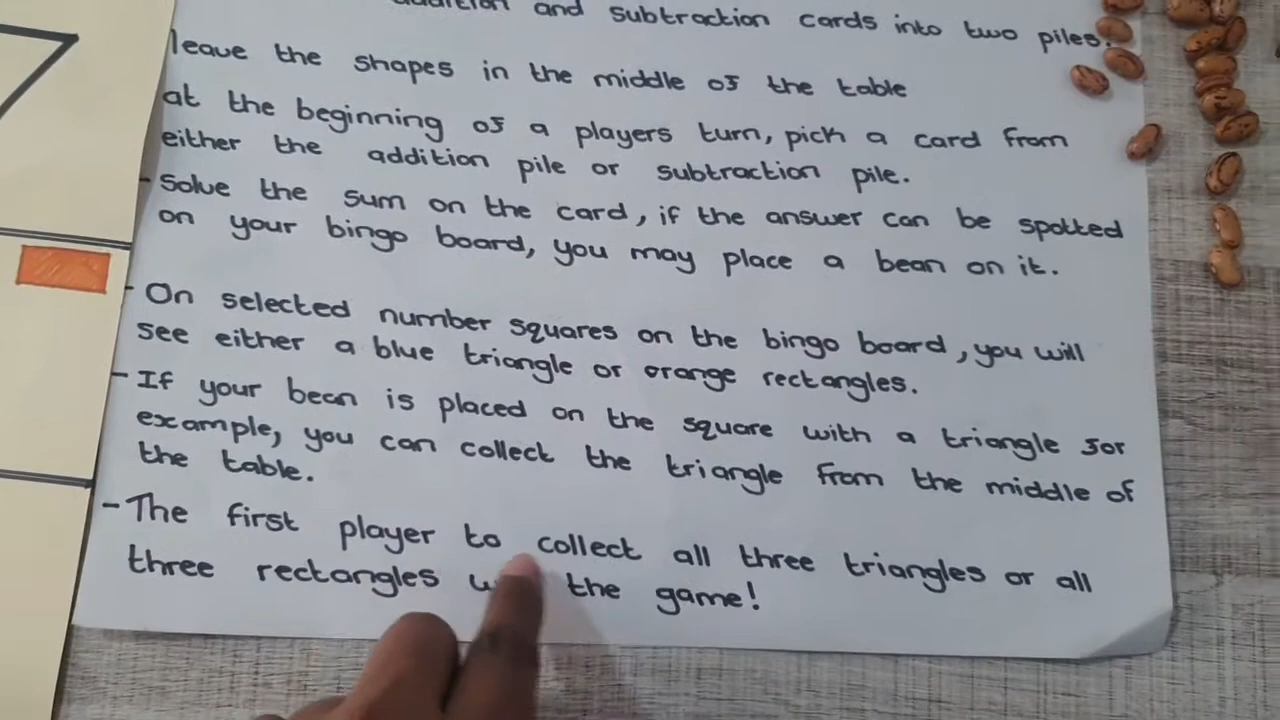 addition and subtraction cards into two piles.
leave the shapes in the middle of the table
at the beginning of a players turn, pick a card from
either the addition pile or subtraction pile.
- Solve the sum on the card, if the answer can be spotted
on your bingo board, you may place a bean on it.
- On selected number squares on the bingo board, you will
see either a blue triangle or orange rectangles.
- If your bean is placed on the square with a triangle for
example, you can collect the triangle from the middle of
the table.
- The first player to collect all three triangles or all
three rectangles the game!